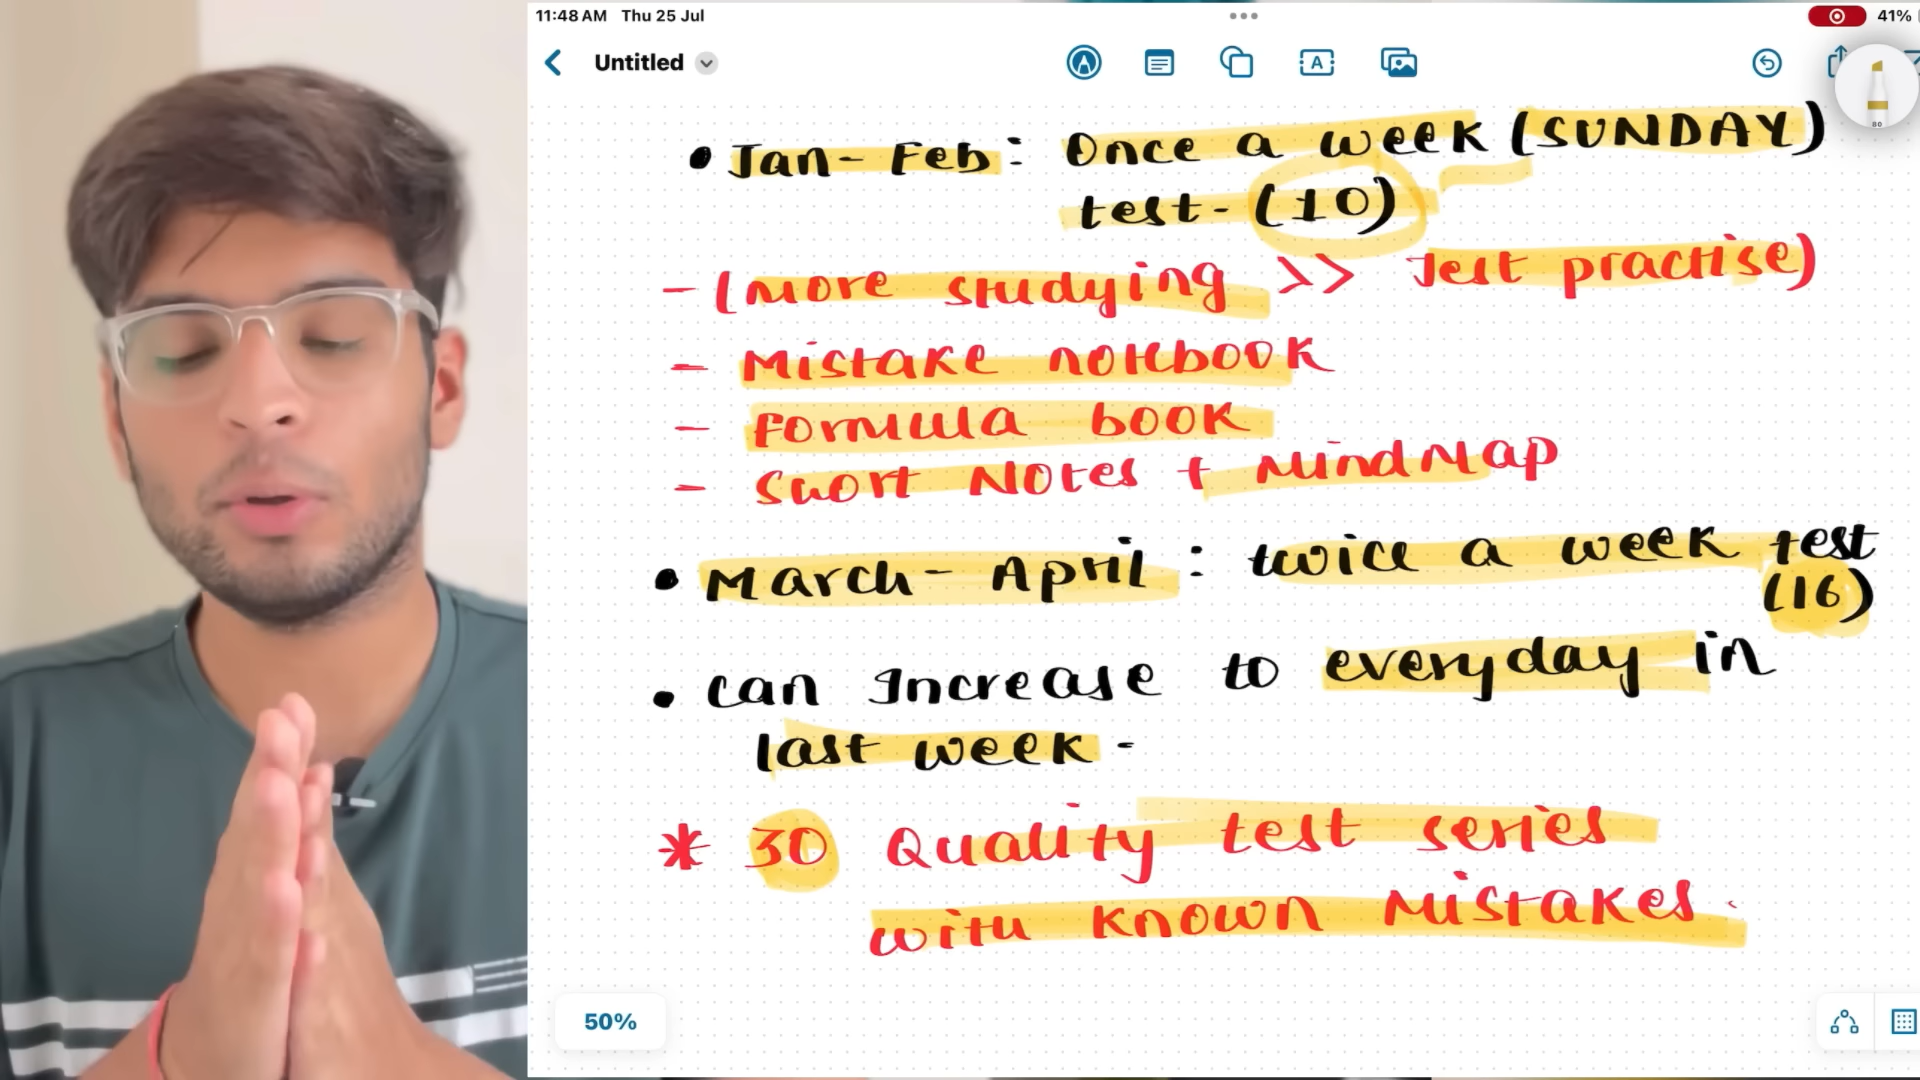 11:48 AM Thu 25 Jul
41%
Untitled
A
80
• Jan - Feb : Once a week (SUNDAY)
test - (10)
- (More studying >> Test practise)
- Mistake notebook
- Formula book
- Short Notes + MindMap
• March - April : twice a week test
(16)
• can Increase to everyday in
last week -
* 30 Quality test series
with known Mistakes.
50%